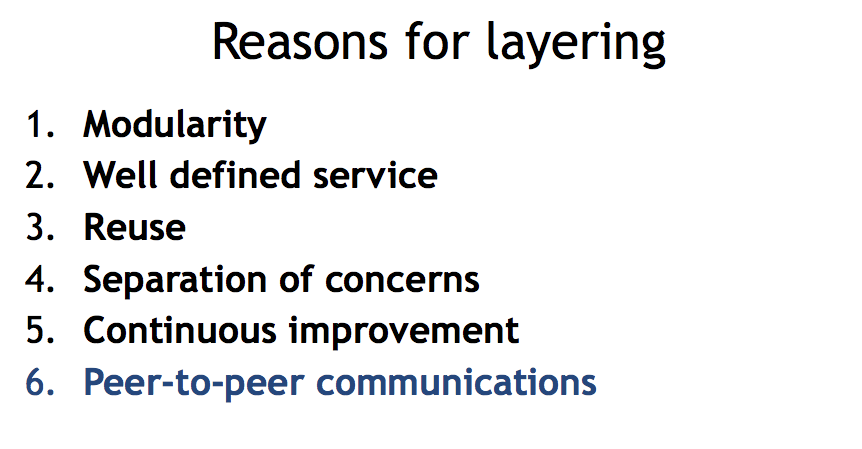 Reasons for layering
1. Modularity
2. Well defined service
3. Reuse
4. Separation of concerns
5. Continuous improvement
6. Peer-to-peer communications